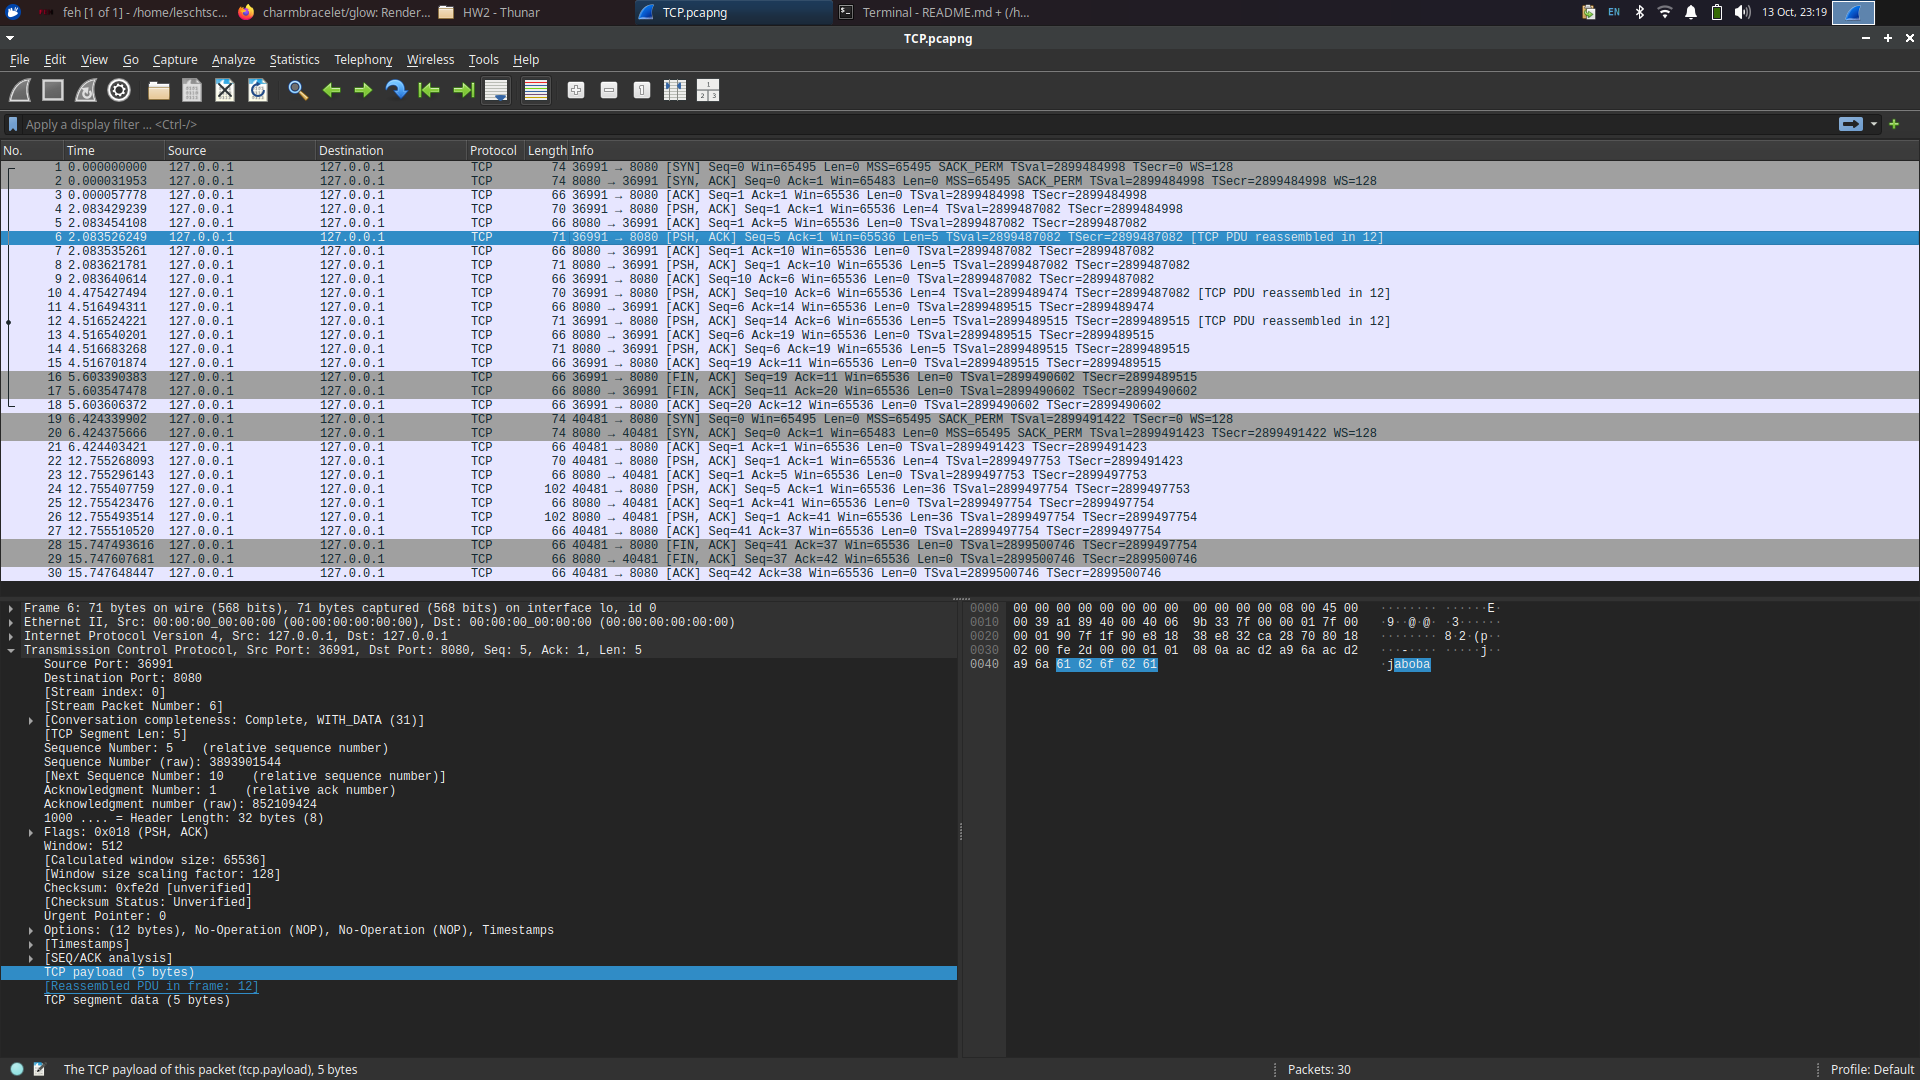 feh [1 of 1] - /home/leschtsc... charmbracelet/glow: Render... HW2 - Thunar TCP.pcapng Terminal - README.md + (/h... EN 13 Oct, 23:19
TCP.pcapng
File Edit View Go Capture Analyze Statistics Telephony Wireless Tools Help
Apply a display filter ... <Ctrl-/>
No. Time Source Destination Protocol Length Info
1 0.000000000 127.0.0.1 127.0.0.1 TCP 74 36991 → 8080 [SYN] Seq=0 Win=65495 Len=0 MSS=65495 SACK_PERM TSval=2899484998 TSecr=0 WS=128
2 0.000031953 127.0.0.1 127.0.0.1 TCP 74 8080 → 36991 [SYN, ACK] Seq=0 Ack=1 Win=65483 Len=0 MSS=65495 SACK_PERM TSval=2899484998 TSecr=2899484998 WS=128
3 0.000057778 127.0.0.1 127.0.0.1 TCP 66 36991 → 8080 [ACK] Seq=1 Ack=1 Win=65536 Len=0 TSval=2899484998 TSecr=2899484998
4 2.083429239 127.0.0.1 127.0.0.1 TCP 70 36991 → 8080 [PSH, ACK] Seq=1 Ack=1 Win=65536 Len=4 TSval=2899487082 TSecr=2899484998
5 2.083454108 127.0.0.1 127.0.0.1 TCP 66 8080 → 36991 [ACK] Seq=1 Ack=5 Win=65536 Len=0 TSval=2899487082 TSecr=2899487082
6 2.083526249 127.0.0.1 127.0.0.1 TCP 71 36991 → 8080 [PSH, ACK] Seq=5 Ack=1 Win=65536 Len=5 TSval=2899487082 TSecr=2899487082 [TCP PDU reassembled in 12]
7 2.083535261 127.0.0.1 127.0.0.1 TCP 66 8080 → 36991 [ACK] Seq=1 Ack=10 Win=65536 Len=0 TSval=2899487082 TSecr=2899487082
8 2.083621781 127.0.0.1 127.0.0.1 TCP 71 8080 → 36991 [PSH, ACK] Seq=1 Ack=10 Win=65536 Len=5 TSval=2899487082 TSecr=2899487082
9 2.083640614 127.0.0.1 127.0.0.1 TCP 66 36991 → 8080 [ACK] Seq=10 Ack=6 Win=65536 Len=0 TSval=2899487082 TSecr=2899487082
10 4.475427494 127.0.0.1 127.0.0.1 TCP 70 36991 → 8080 [PSH, ACK] Seq=10 Ack=6 Win=65536 Len=4 TSval=2899489474 TSecr=2899487082 [TCP PDU reassembled in 12]
11 4.516494311 127.0.0.1 127.0.0.1 TCP 66 8080 → 36991 [ACK] Seq=6 Ack=14 Win=65536 Len=0 TSval=2899489515 TSecr=2899489474
12 4.516524221 127.0.0.1 127.0.0.1 TCP 71 36991 → 8080 [PSH, ACK] Seq=14 Ack=6 Win=65536 Len=5 TSval=2899489515 TSecr=2899489515 [TCP PDU reassembled in 12]
13 4.516540201 127.0.0.1 127.0.0.1 TCP 66 8080 → 36991 [ACK] Seq=6 Ack=19 Win=65536 Len=0 TSval=2899489515 TSecr=2899489515
14 4.516683268 127.0.0.1 127.0.0.1 TCP 71 8080 → 36991 [PSH, ACK] Seq=6 Ack=19 Win=65536 Len=5 TSval=2899489515 TSecr=2899489515
15 4.516701874 127.0.0.1 127.0.0.1 TCP 66 36991 → 8080 [ACK] Seq=19 Ack=11 Win=65536 Len=0 TSval=2899489515 TSecr=2899489515
16 5.603390383 127.0.0.1 127.0.0.1 TCP 66 36991 → 8080 [FIN, ACK] Seq=19 Ack=11 Win=65536 Len=0 TSval=2899490602 TSecr=2899489515
17 5.603547478 127.0.0.1 127.0.0.1 TCP 66 8080 → 36991 [FIN, ACK] Seq=11 Ack=20 Win=65536 Len=0 TSval=2899490602 TSecr=2899490602
18 5.603606372 127.0.0.1 127.0.0.1 TCP 66 36991 → 8080 [ACK] Seq=20 Ack=12 Win=65536 Len=0 TSval=2899490602 TSecr=2899490602
19 6.424339902 127.0.0.1 127.0.0.1 TCP 74 40481 → 8080 [SYN] Seq=0 Win=65495 Len=0 MSS=65495 SACK_PERM TSval=2899491422 TSecr=0 WS=128
20 6.424375666 127.0.0.1 127.0.0.1 TCP 74 8080 → 40481 [SYN, ACK] Seq=0 Ack=1 Win=65483 Len=0 MSS=65495 SACK_PERM TSval=2899491423 TSecr=2899491422 WS=128
21 6.424403421 127.0.0.1 127.0.0.1 TCP 66 40481 → 8080 [ACK] Seq=1 Ack=1 Win=65536 Len=0 TSval=2899491423 TSecr=2899491423
22 12.755268093 127.0.0.1 127.0.0.1 TCP 70 40481 → 8080 [PSH, ACK] Seq=1 Ack=1 Win=65536 Len=4 TSval=2899497753 TSecr=2899491423
23 12.755296143 127.0.0.1 127.0.0.1 TCP 66 8080 → 40481 [ACK] Seq=1 Ack=5 Win=65536 Len=0 TSval=2899497753 TSecr=2899497753
24 12.755407759 127.0.0.1 127.0.0.1 TCP 102 40481 → 8080 [PSH, ACK] Seq=5 Ack=1 Win=65536 Len=36 TSval=2899497754 TSecr=2899497753
25 12.755423476 127.0.0.1 127.0.0.1 TCP 66 8080 → 40481 [ACK] Seq=1 Ack=41 Win=65536 Len=0 TSval=2899497754 TSecr=2899497754
26 12.755493514 127.0.0.1 127.0.0.1 TCP 102 8080 → 40481 [PSH, ACK] Seq=1 Ack=41 Win=65536 Len=36 TSval=2899497754 TSecr=2899497754
27 12.755510520 127.0.0.1 127.0.0.1 TCP 66 40481 → 8080 [ACK] Seq=41 Ack=37 Win=65536 Len=0 TSval=2899497754 TSecr=2899497754
28 15.747493616 127.0.0.1 127.0.0.1 TCP 66 40481 → 8080 [FIN, ACK] Seq=41 Ack=37 Win=65536 Len=0 TSval=2899500746 TSecr=2899497754
29 15.747607681 127.0.0.1 127.0.0.1 TCP 66 8080 → 40481 [FIN, ACK] Seq=37 Ack=42 Win=65536 Len=0 TSval=2899500746 TSecr=2899500746
30 15.747648447 127.0.0.1 127.0.0.1 TCP 66 40481 → 8080 [ACK] Seq=42 Ack=38 Win=65536 Len=0 TSval=2899500746 TSecr=2899500746
Frame 6: 71 bytes on wire (568 bits), 71 bytes captured (568 bits) on interface lo, id 0
Ethernet II, Src: 00:00:00_00:00:00 (00:00:00:00:00:00), Dst: 00:00:00_00:00:00 (00:00:00:00:00:00)
Internet Protocol Version 4, Src: 127.0.0.1, Dst: 127.0.0.1
Transmission Control Protocol, Src Port: 36991, Dst Port: 8080, Seq: 5, Ack: 1, Len: 5
Source Port: 36991
Destination Port: 8080
[Stream index: 0]
[Stream Packet Number: 6]
[Conversation completeness: Complete, WITH_DATA (31)]
[TCP Segment Len: 5]
Sequence Number: 5 (relative sequence number)
Sequence Number (raw): 3893901544
[Next Sequence Number: 10 (relative sequence number)]
Acknowledgment Number: 1 (relative ack number)
Acknowledgment number (raw): 852109424
1000 .... = Header Length: 32 bytes (8)
Flags: 0x018 (PSH, ACK)
Window: 512
[Calculated window size: 65536]
[Window size scaling factor: 128]
Checksum: 0xfe2d [unverified]
[Checksum Status: Unverified]
Urgent Pointer: 0
Options: (12 bytes), No-Operation (NOP), No-Operation (NOP), Timestamps
[Timestamps]
[SEQ/ACK analysis]
TCP payload (5 bytes)
[Reassembled PDU in frame: 12]
TCP segment data (5 bytes)
0000 00 00 00 00 00 00 00 00 00 00 00 00 08 00 45 00 ········ ······E·
0010 00 39 a1 89 40 00 40 06 9b 33 7f 00 00 01 7f 00 ·9··@·@· ·3······
0020 00 01 90 7f 1f 90 e8 18 38 e8 32 ca 28 70 80 18 ········ 8·2·(p··
0030 02 00 fe 2d 00 00 01 01 08 0a ac d2 a9 6a ac d2 ···-···· ·····j··
0040 a9 6a 61 62 6f 62 61 ·jaboba
The TCP payload of this packet (tcp.payload), 5 bytes Packets: 30 Profile: Default